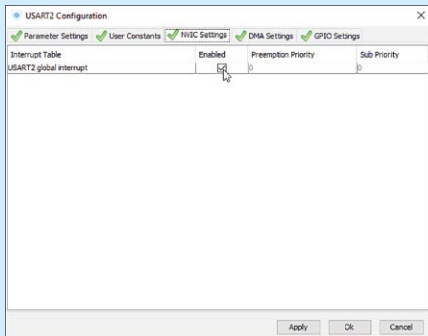 USART2 Configuration
Parameter Settings User Constants NVIC Settings DMA Settings GPIO Settings
Interrupt Table Enabled Preemption Priority Sub Priority
USART2 global interrupt 0 0
Apply Ok Cancel